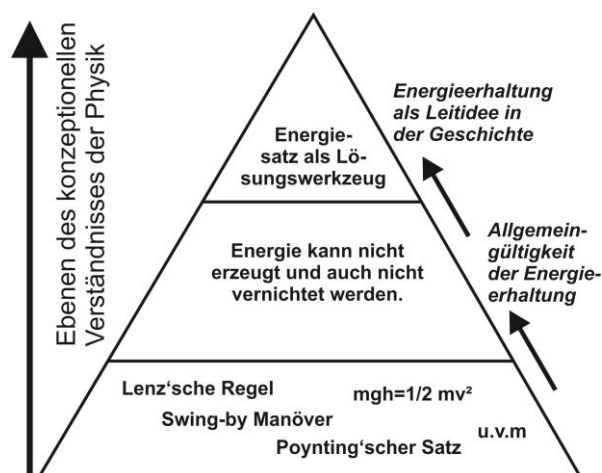 Ebenen des konzeptionellen
Verständnisses der Physik
Energie-
satz als Lö-
sungswerkzeug
Energieerhaltung
als Leitidee in
der Geschichte
Energie kann nicht
erzeugt und auch nicht
vernichtet werden.
Allgemein-
gültigkeit
der Energie-
erhaltung
Lenz‘sche Regel
mgh=1/2 mv²
Swing-by Manöver
u.v.m
Poynting‘scher Satz